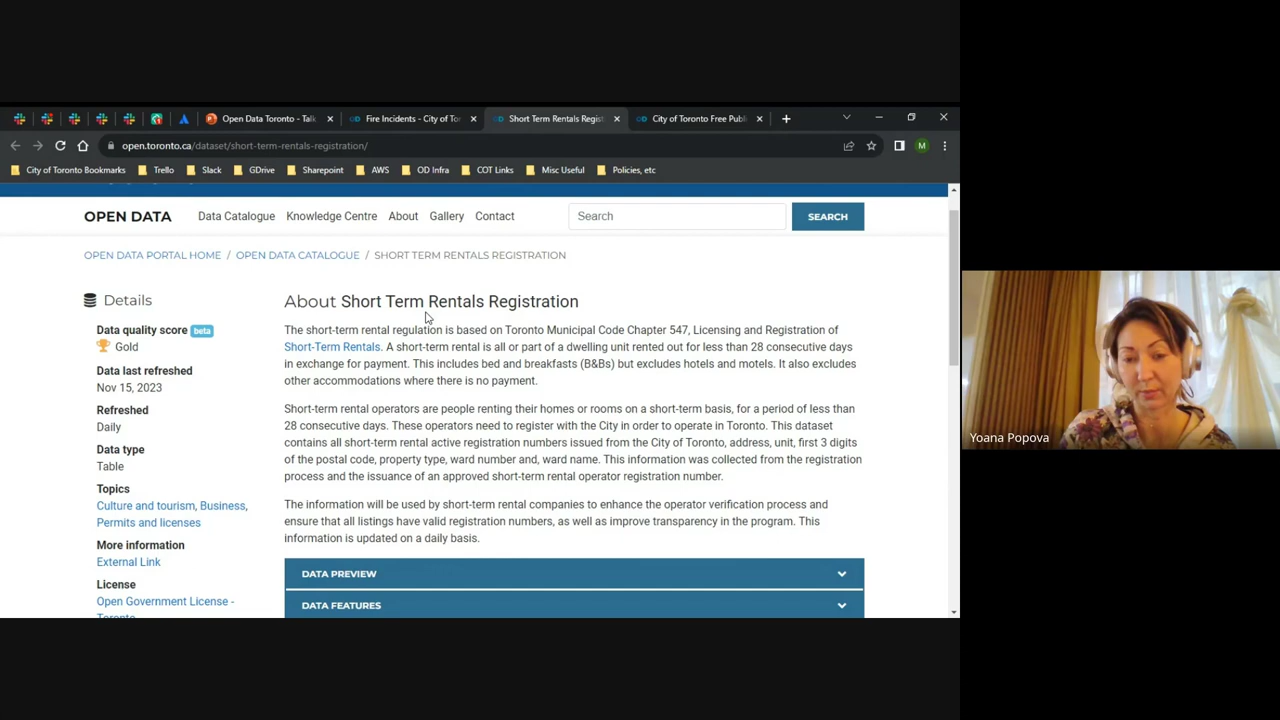 Open Data Toronto - Talk
Fire Incidents - City of Tor
Short Term Rentals Regist
City of Toronto Free Publ
open.toronto.ca/dataset/short-term-rentals-registration/
M
City of Toronto Bookmarks
Trello
Slack
GDrive
Sharepoint
AWS
OD Infra
COT Links
Misc Useful
Policies, etc
OPEN DATA
Data Catalogue
Knowledge Centre
About
Gallery
Contact
Search
SEARCH
OPEN DATA PORTAL HOME / OPEN DATA CATALOGUE / SHORT TERM RENTALS REGISTRATION
Details
Data quality score beta
Gold
Data last refreshed
Nov 15, 2023
Refreshed
Daily
Data type
Table
Topics
Culture and tourism, Business,
Permits and licenses
More information
External Link
License
Open Government License -
Toronto
About Short Term Rentals Registration
The short-term rental regulation is based on Toronto Municipal Code Chapter 547, Licensing and Registration of
Short-Term Rentals. A short-term rental is all or part of a dwelling unit rented out for less than 28 consecutive days
in exchange for payment. This includes bed and breakfasts (B&Bs) but excludes hotels and motels. It also excludes
other accommodations where there is no payment.
Short-term rental operators are people renting their homes or rooms on a short-term basis, for a period of less than
28 consecutive days. These operators need to register with the City in order to operate in Toronto. This dataset
contains all short-term rental active registration numbers issued from the City of Toronto, address, unit, first 3 digits
of the postal code, property type, ward number and, ward name. This information was collected from the registration
process and the issuance of an approved short-term rental operator registration number.
The information will be used by short-term rental companies to enhance the operator verification process and
ensure that all listings have valid registration numbers, as well as improve transparency in the program. This
information is updated on a daily basis.
DATA PREVIEW
DATA FEATURES
Yoana Popova